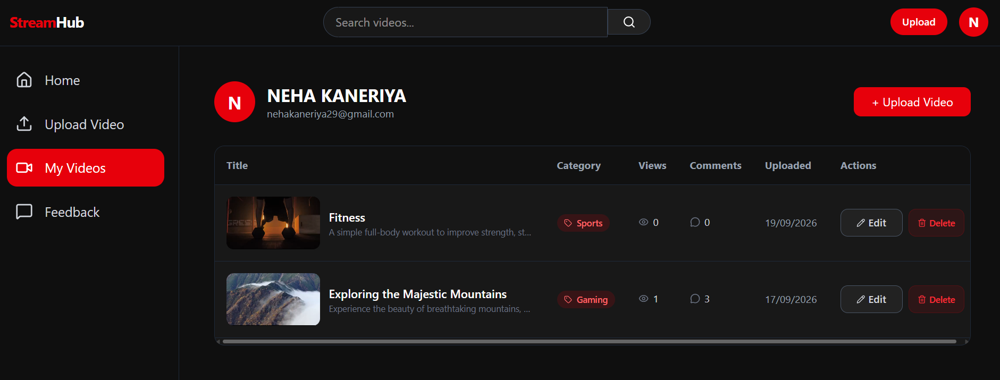 StreamHub
Search videos...
Upload
N
Home
Upload Video
My Videos
Feedback
N
NEHA KANERIYA
nehakaneriya29@gmail.com
+ Upload Video
Title Category Views Comments Uploaded Actions
Fitness
A simple full-body workout to improve strength, st...
Sports 0 0 19/09/2026 Edit Delete
Exploring the Majestic Mountains
Experience the beauty of breathtaking mountains, ...
Gaming 1 3 17/09/2026 Edit Delete